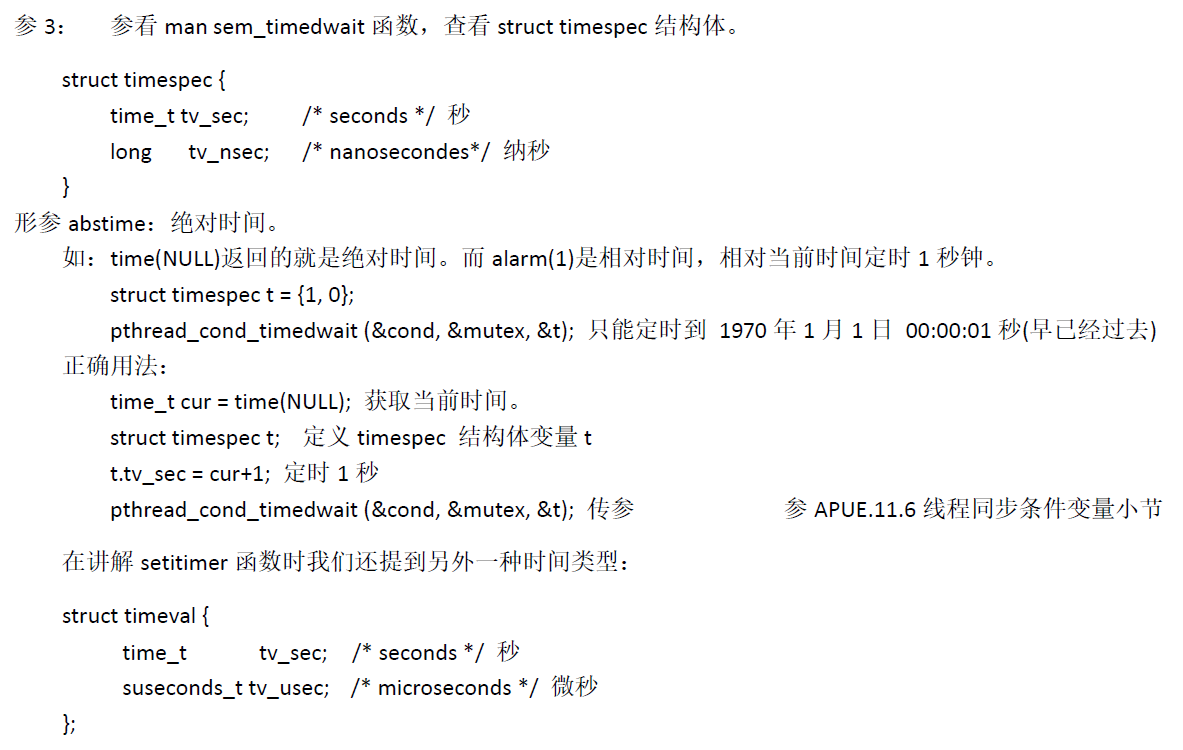 参 3： 参看 man sem_timedwait 函数，查看 struct timespec 结构体。
struct timespec {
time_t tv_sec; /* seconds */ 秒
long tv_nsec; /* nanosecondes*/ 纳秒
}
形参 abstime：绝对时间。
如：time(NULL)返回的就是绝对时间。而 alarm(1)是相对时间，相对当前时间定时 1 秒钟。
struct timespec t = {1, 0};
pthread_cond_timedwait (&cond, &mutex, &t); 只能定时到 1970 年 1 月 1 日 00:00:01 秒(早已经过去)
正确用法：
time_t cur = time(NULL); 获取当前时间。
struct timespec t; 定义 timespec 结构体变量 t
t.tv_sec = cur+1; 定时 1 秒
pthread_cond_timedwait (&cond, &mutex, &t); 传参 参 APUE.11.6 线程同步条件变量小节
在讲解 setitimer 函数时我们还提到另外一种时间类型：
struct timeval {
time_t tv_sec; /* seconds */ 秒
suseconds_t tv_usec; /* microseconds */ 微秒
};